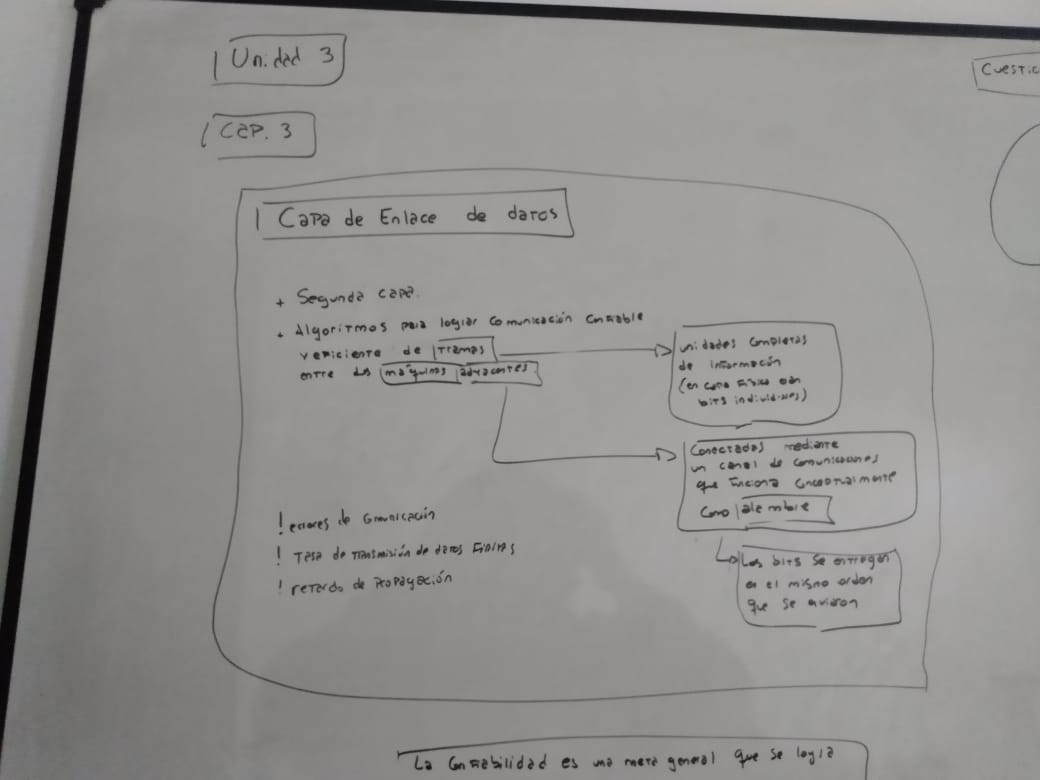 Unidad 3
Cap. 3
Cuestio
Capa de Enlace de datos
+ Segunda capa.
+ Algoritmos para lograr comunicación confiable
y eficiente de tramas
entre dos máquinas adyacentes
unidades completas
de información
(en capa física son
bits individuales)
Conectadas mediante
un canal de comunicaciones
que funciona conceptualmente
como alambre
Los bits se entregan
en el mismo orden
que se enviaron
! errores de comunicación
! Tasa de transmisión de datos finitas
! retardo de propagación
La confiabilidad es una meta general que se logra